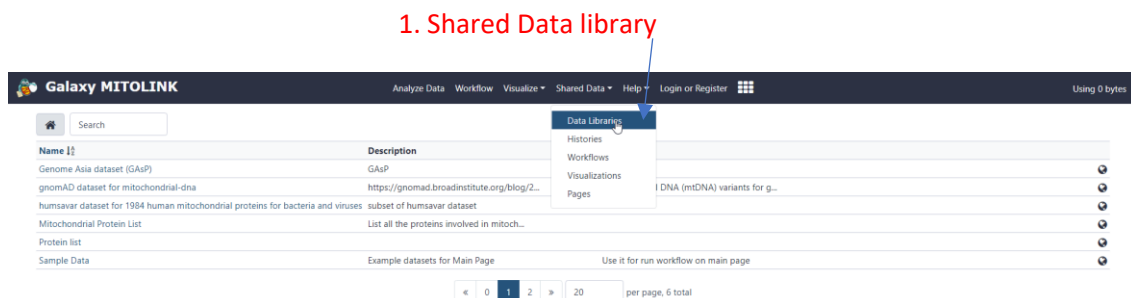 1. Shared Data library
Galaxy MITOLINK Analyze Data Workflow Visualize Shared Data Help Login or Register Using 0 bytes
Search
Data Libraries
Histories
Workflows
Visualizations
Pages
Name Description
Genome Asia dataset (GAsP) GAsP
gnomAD dataset for mitochondrial-dna https://gnomad.broadinstitute.org/blog/2... DNA (mtDNA) variants for g...
humsavar dataset for 1984 human mitochondrial proteins for bacteria and viruses subset of humsavar dataset
Mitochondrial Protein List List all the proteins involved in mitoch...
Protein list
Sample Data Example datasets for Main Page Use it for run workflow on main page
« 0 1 2 » 20 per page, 6 total